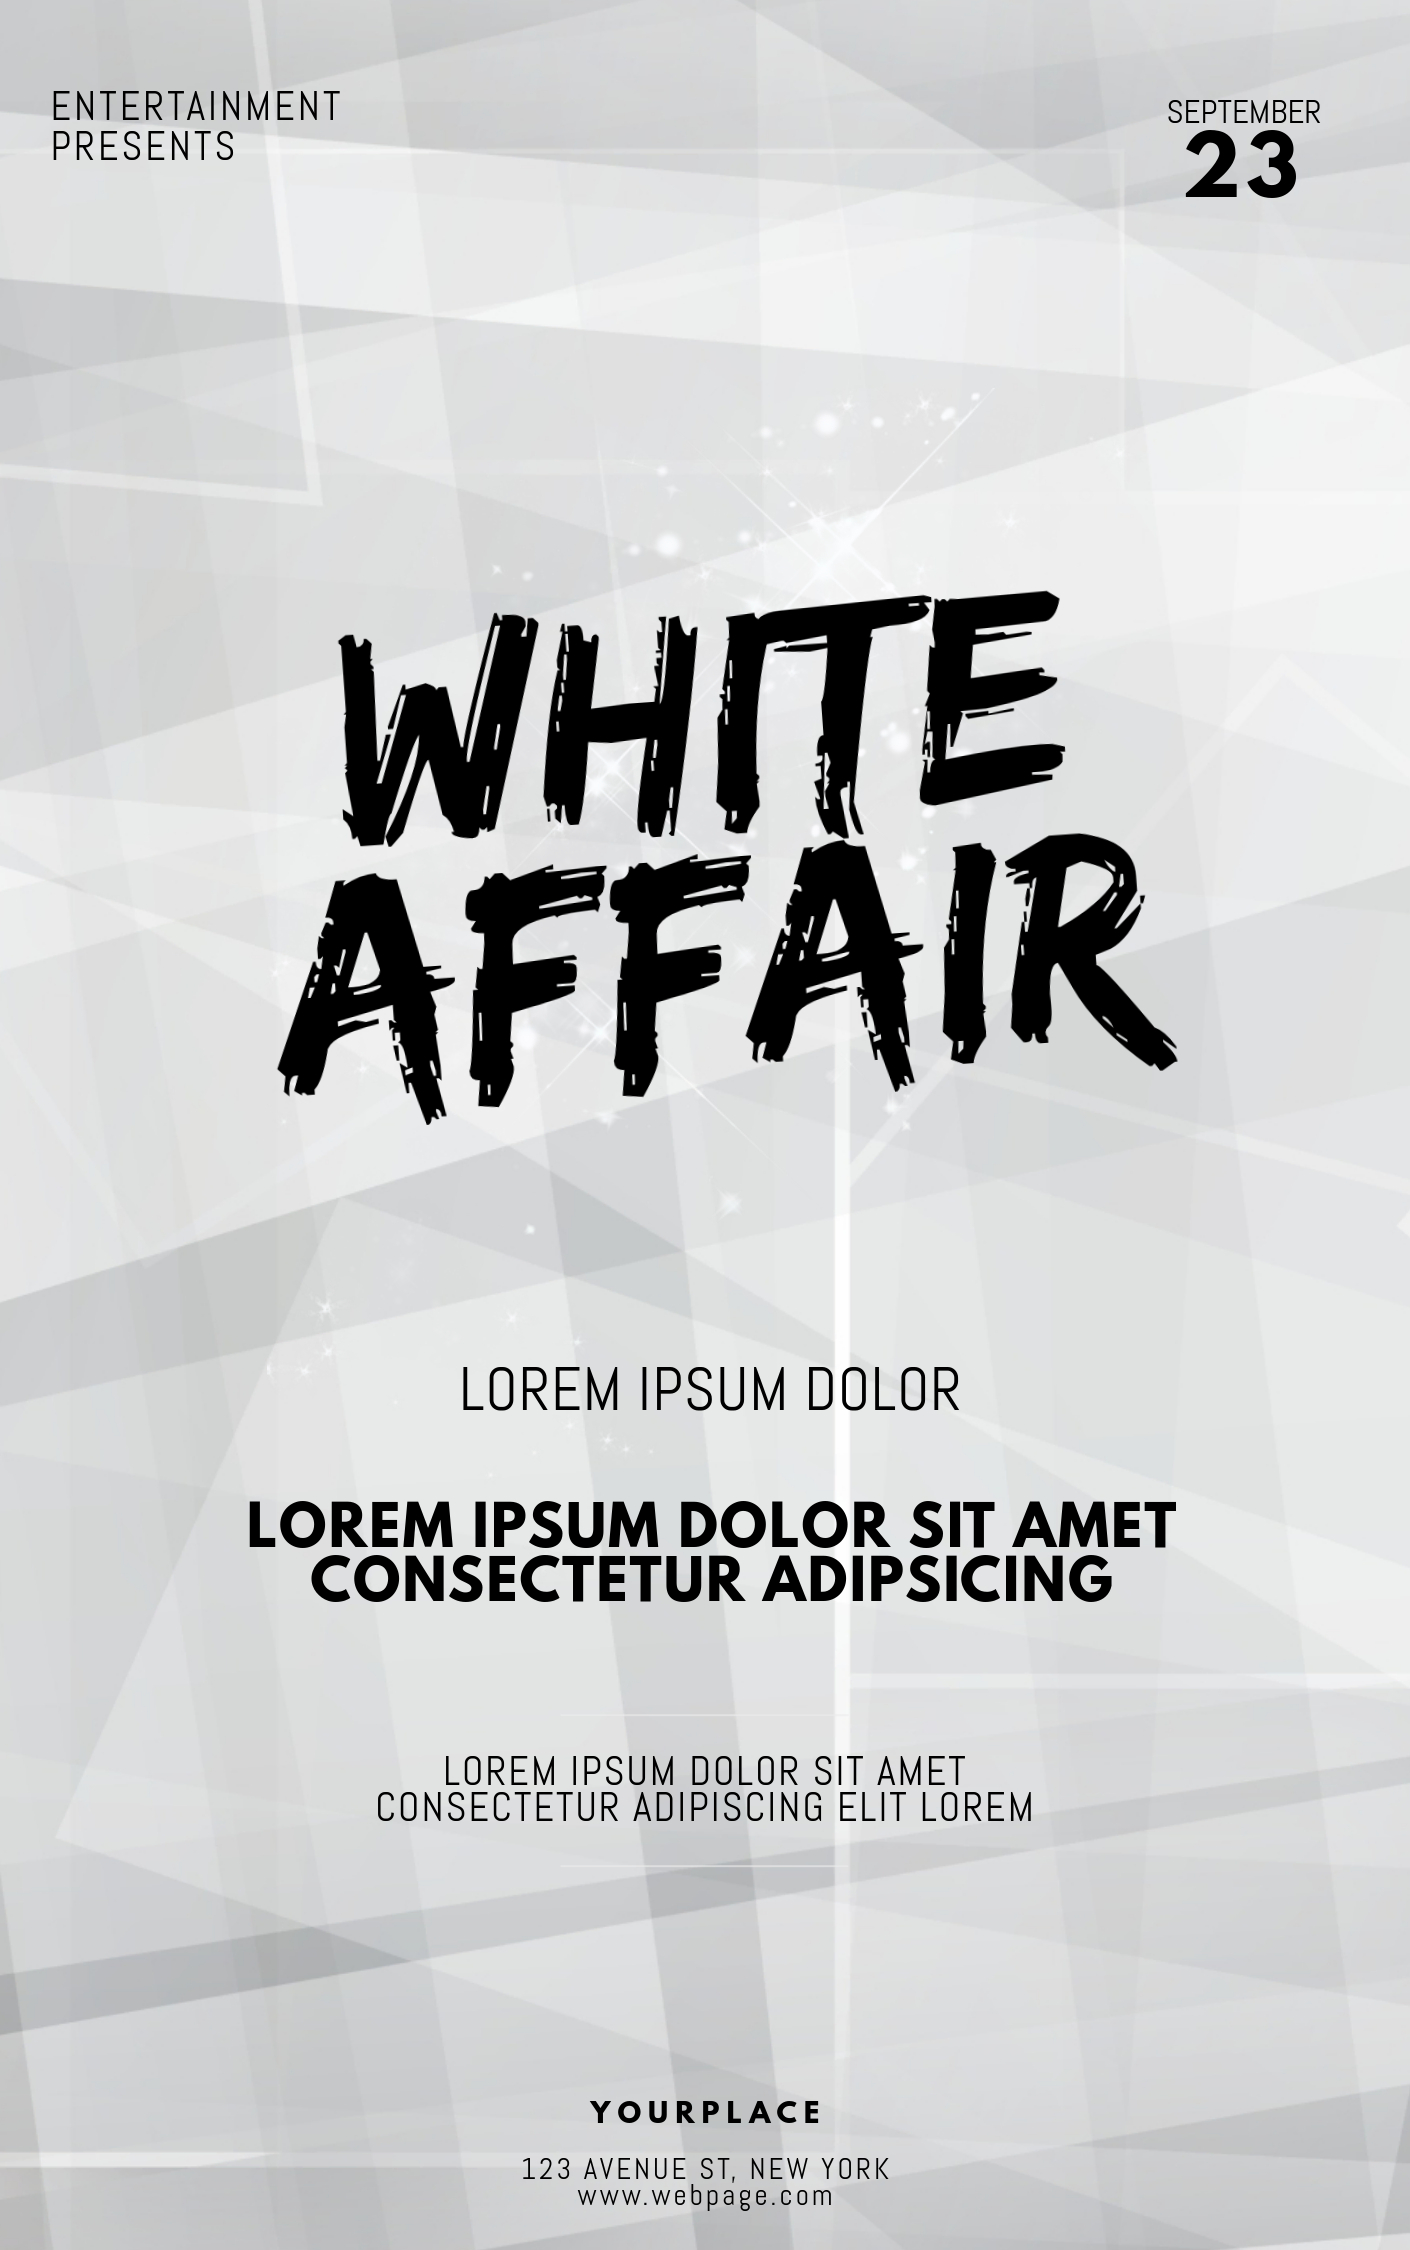 ENTERTAINMENT
PRESENTS
SEPTEMBER
23
WHITE
AFFAIR
LOREM IPSUM DOLOR
LOREM IPSUM DOLOR SIT AMET
CONSECTETUR ADIPSICING
LOREM IPSUM DOLOR SIT AMET
CONSECTETUR ADIPISCING ELIT LOREM
YOURPLACE
123 AVENUE ST, NEW YORK
www.webpage.com